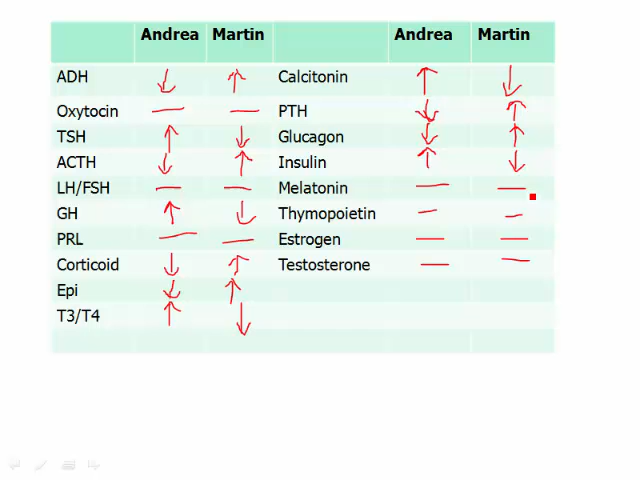 Andrea Martin Andrea Martin
ADH ↓ ↑ Calcitonin ↑ ↓
Oxytocin — — PTH ↓ ↑
TSH ↑ ↓ Glucagon ↓ ↑
ACTH ↓ ↑ Insulin ↑ ↓
LH/FSH — — Melatonin — —
GH ↑ ↓ Thymopoietin — —
PRL — — Estrogen — —
Corticoid ↓ ↑ Testosterone — —
Epi ↓ ↑
T3/T4 ↑ ↓